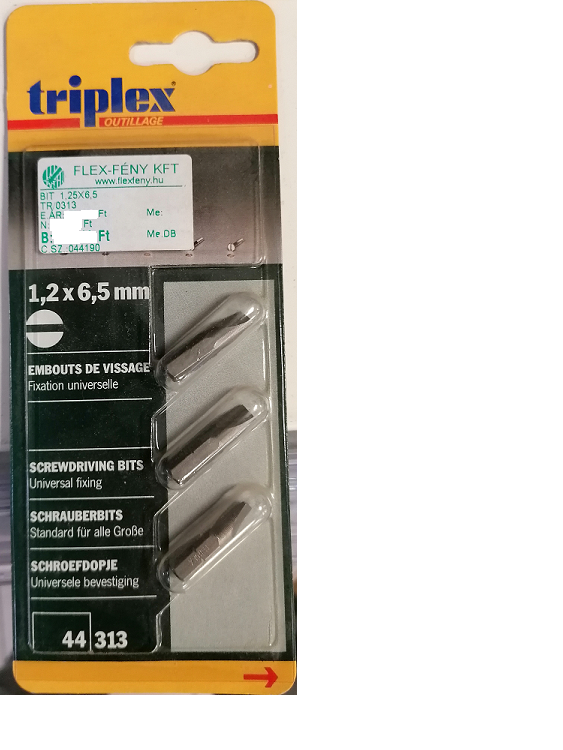 triplex
OUTILLAGE
FLEX-FÉNY KFT
www.flexfeny.hu
BIT 1,25X6,5
TR 0313
E.ÁR: Ft Me:
N: Ft
B: Ft Me.DB
C.SZ.:044190
1,2 x 6,5 mm
EMBOUTS DE VISSAGE
Fixation universelle
SCREWDRIVING BITS
Universal fixing
SCHRAUBERBITS
Standard für alle Große
SCHROEFDOPJE
Universele bevestiging
44 313